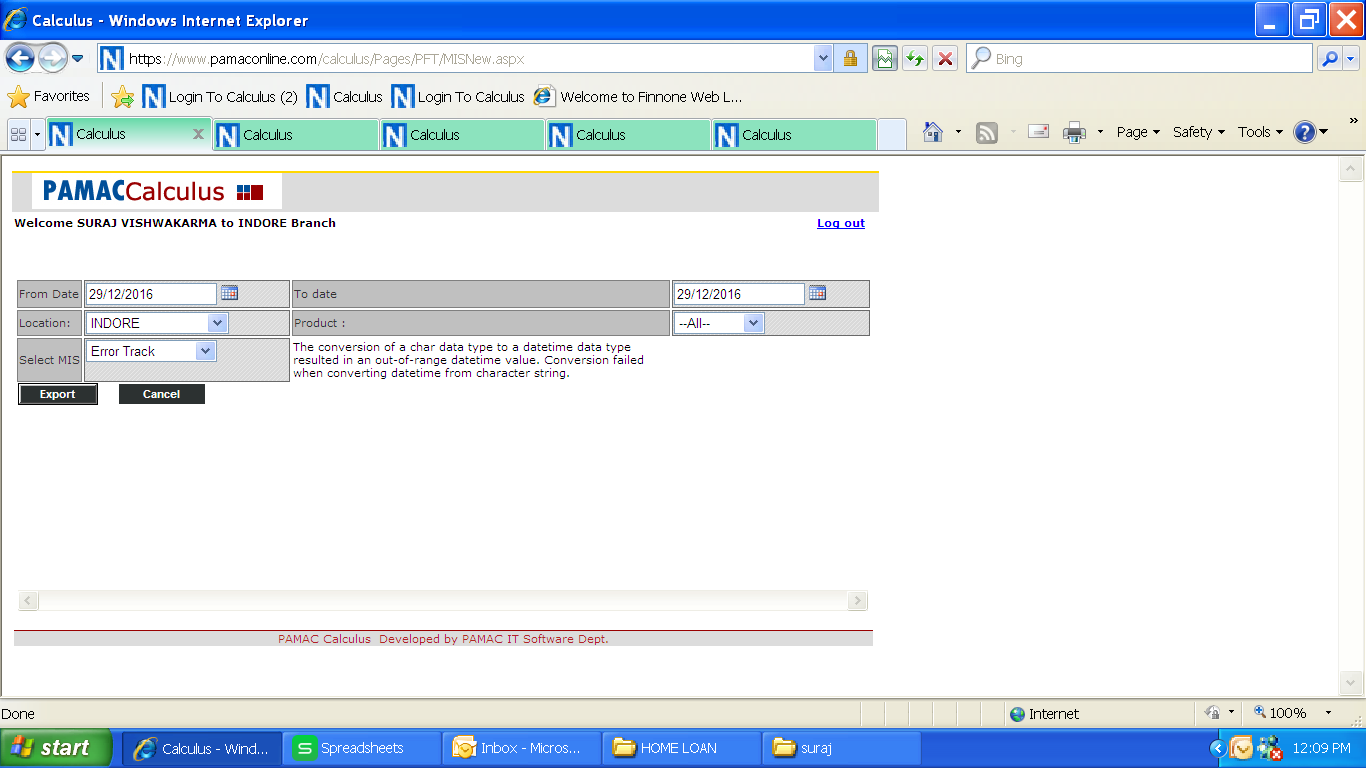 Calculus - Windows Internet Explorer
https://www.pamaconline.com/calculus/Pages/PFT/MISNew.aspx
Bing
Favorites
Login To Calculus (2)
Calculus
Login To Calculus
Welcome to Finnone Web L...
Calculus
Calculus
Calculus
Calculus
Calculus
Page
Safety
Tools
PAMACCalculus
Welcome SURAJ VISHWAKARMA to INDORE Branch
Log out
From Date
29/12/2016
To date
29/12/2016
Location:
INDORE
Product :
--All--
Select MIS
Error Track
The conversion of a char data type to a datetime data type
resulted in an out-of-range datetime value. Conversion failed
when converting datetime from character string.
Export
Cancel
PAMAC Calculus Developed by PAMAC IT Software Dept.
Done
Internet
100%
start
Calculus - Wind...
Spreadsheets
Inbox - Micros...
HOME LOAN
suraj
12:09 PM